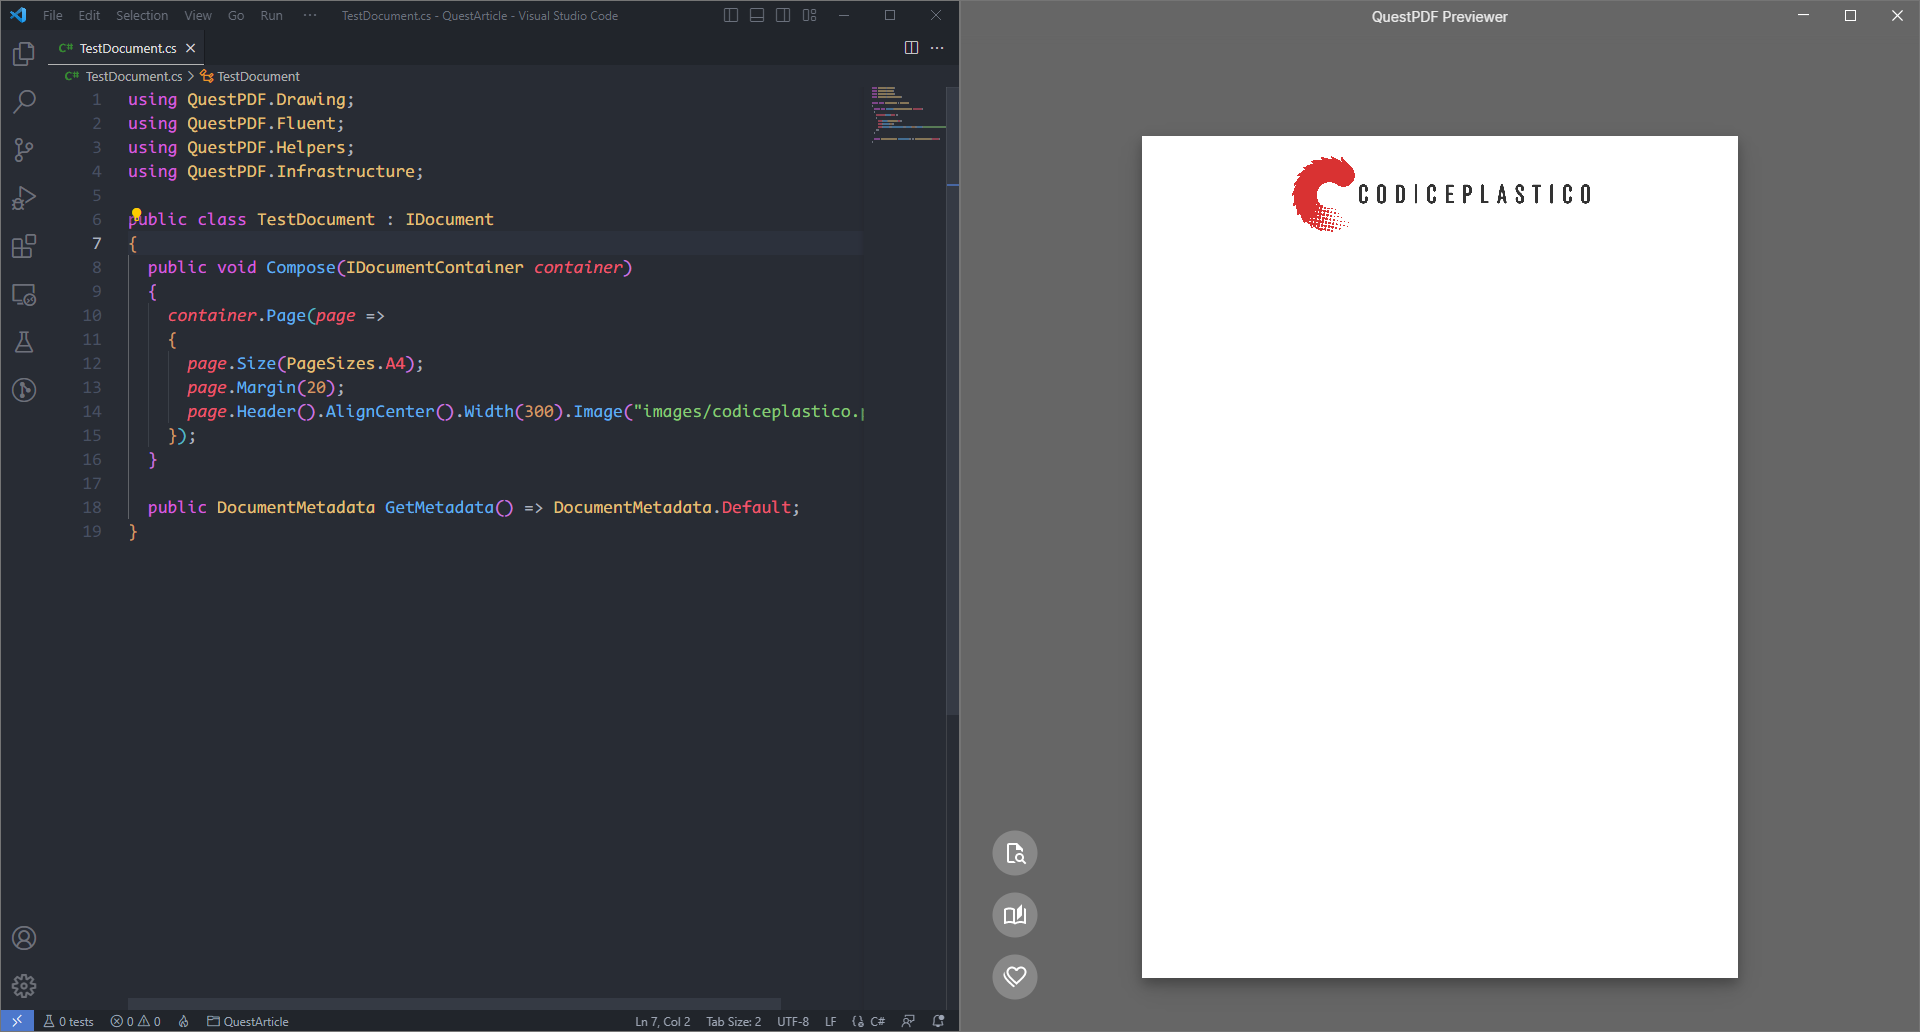 File Edit Selection View Go Run ··· TestDocument.cs - QuestArticle - Visual Studio Code
C# TestDocument.cs
C# TestDocument.cs > TestDocument
1 using QuestPDF.Drawing;
2 using QuestPDF.Fluent;
3 using QuestPDF.Helpers;
4 using QuestPDF.Infrastructure;
5
6 public class TestDocument : IDocument
7 {
8 public void Compose(IDocumentContainer container)
9 {
10 container.Page(page =>
11 {
12 page.Size(PageSizes.A4);
13 page.Margin(20);
14 page.Header().AlignCenter().Width(300).Image("images/codiceplastico.p
15 });
16 }
17
18 public DocumentMetadata GetMetadata() => DocumentMetadata.Default;
19 }
0 tests 0 0 QuestArticle Ln 7, Col 2 Tab Size: 2 UTF-8 LF {} C#
QuestPDF Previewer
CODICEPLASTICO